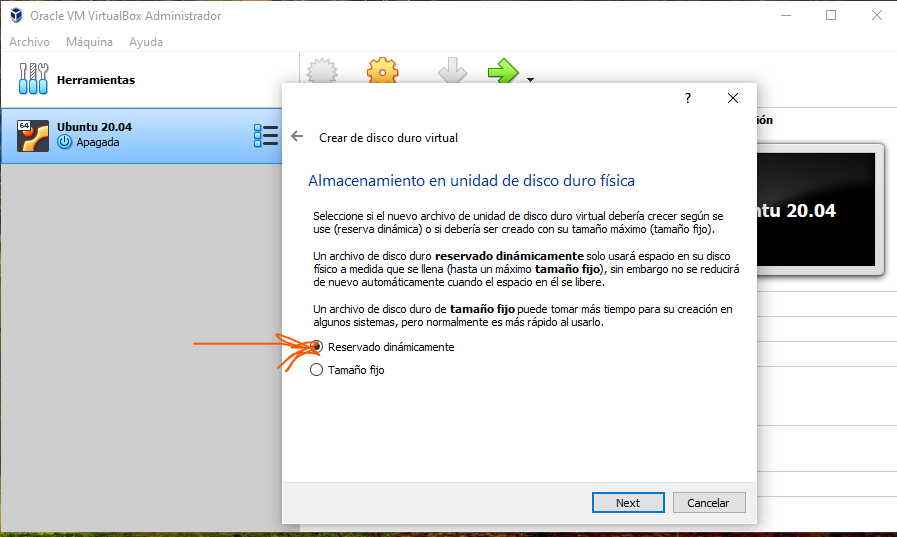 Oracle VM VirtualBox Administrador
Archivo Máquina Ayuda
Herramientas
64
Ubuntu 20.04
Apagada
?
Crear de disco duro virtual
Almacenamiento en unidad de disco duro física
Seleccione si el nuevo archivo de unidad de disco duro virtual debería crecer según se
use (reserva dinámica) o si debería ser creado con su tamaño máximo (tamaño fijo).
Un archivo de disco duro reservado dinámicamente solo usará espacio en su disco
físico a medida que se llena (hasta un máximo tamaño fijo), sin embargo no se reducirá
de nuevo automáticamente cuando el espacio en él se libere.
Un archivo de disco duro de tamaño fijo puede tomar más tiempo para su creación en
algunos sistemas, pero normalmente es más rápido al usarlo.
Reservado dinámicamente
Tamaño fijo
Next Cancelar
ión
ntu 20.04